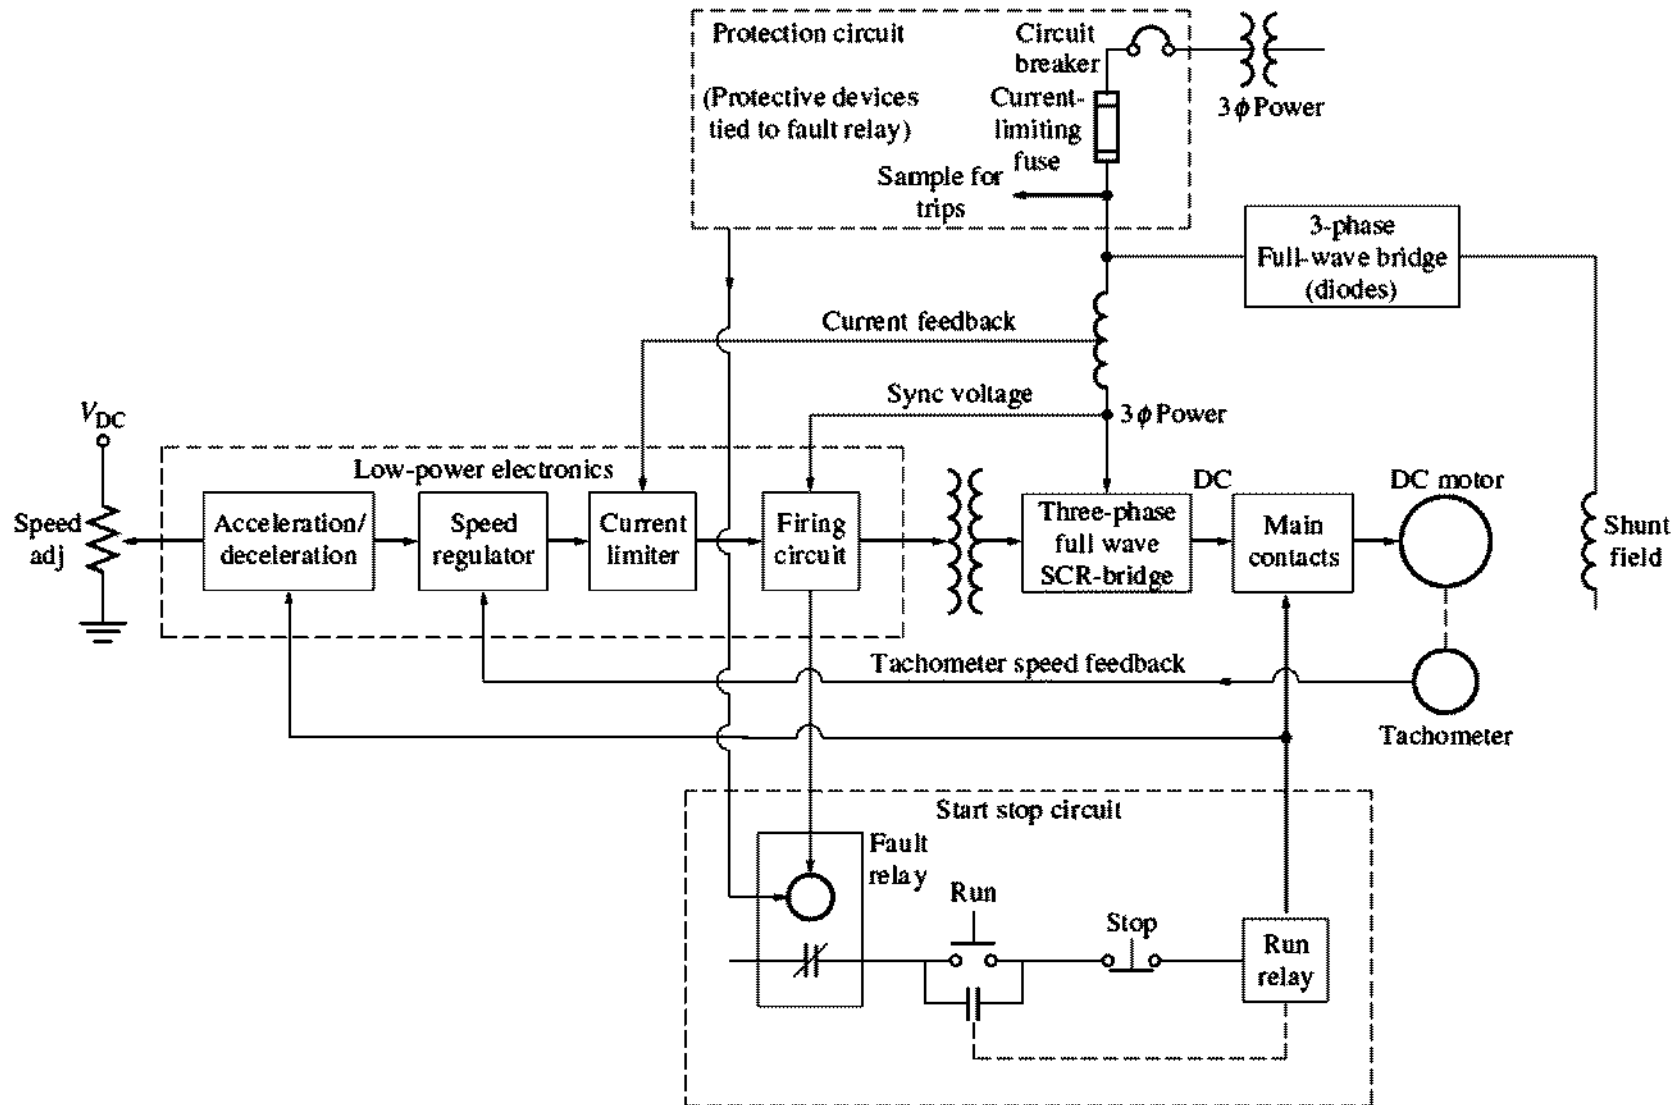 Protection circuit
(Protective devices
tied to fault relay)
Circuit
breaker
Current-
limiting
fuse
3ϕ Power
Sample for
trips
3-phase
Full-wave bridge
(diodes)
Current feedback
Sync voltage
3ϕ Power
VDC
Low-power electronics
DC
DC motor
Speed
adj
Acceleration/
deceleration
Speed
regulator
Current
limiter
Firing
circuit
Three-phase
full wave
SCR-bridge
Main
contacts
Shunt
field
Tachometer speed feedback
Tachometer
Start stop circuit
Fault
relay
Run
Stop
Run
relay